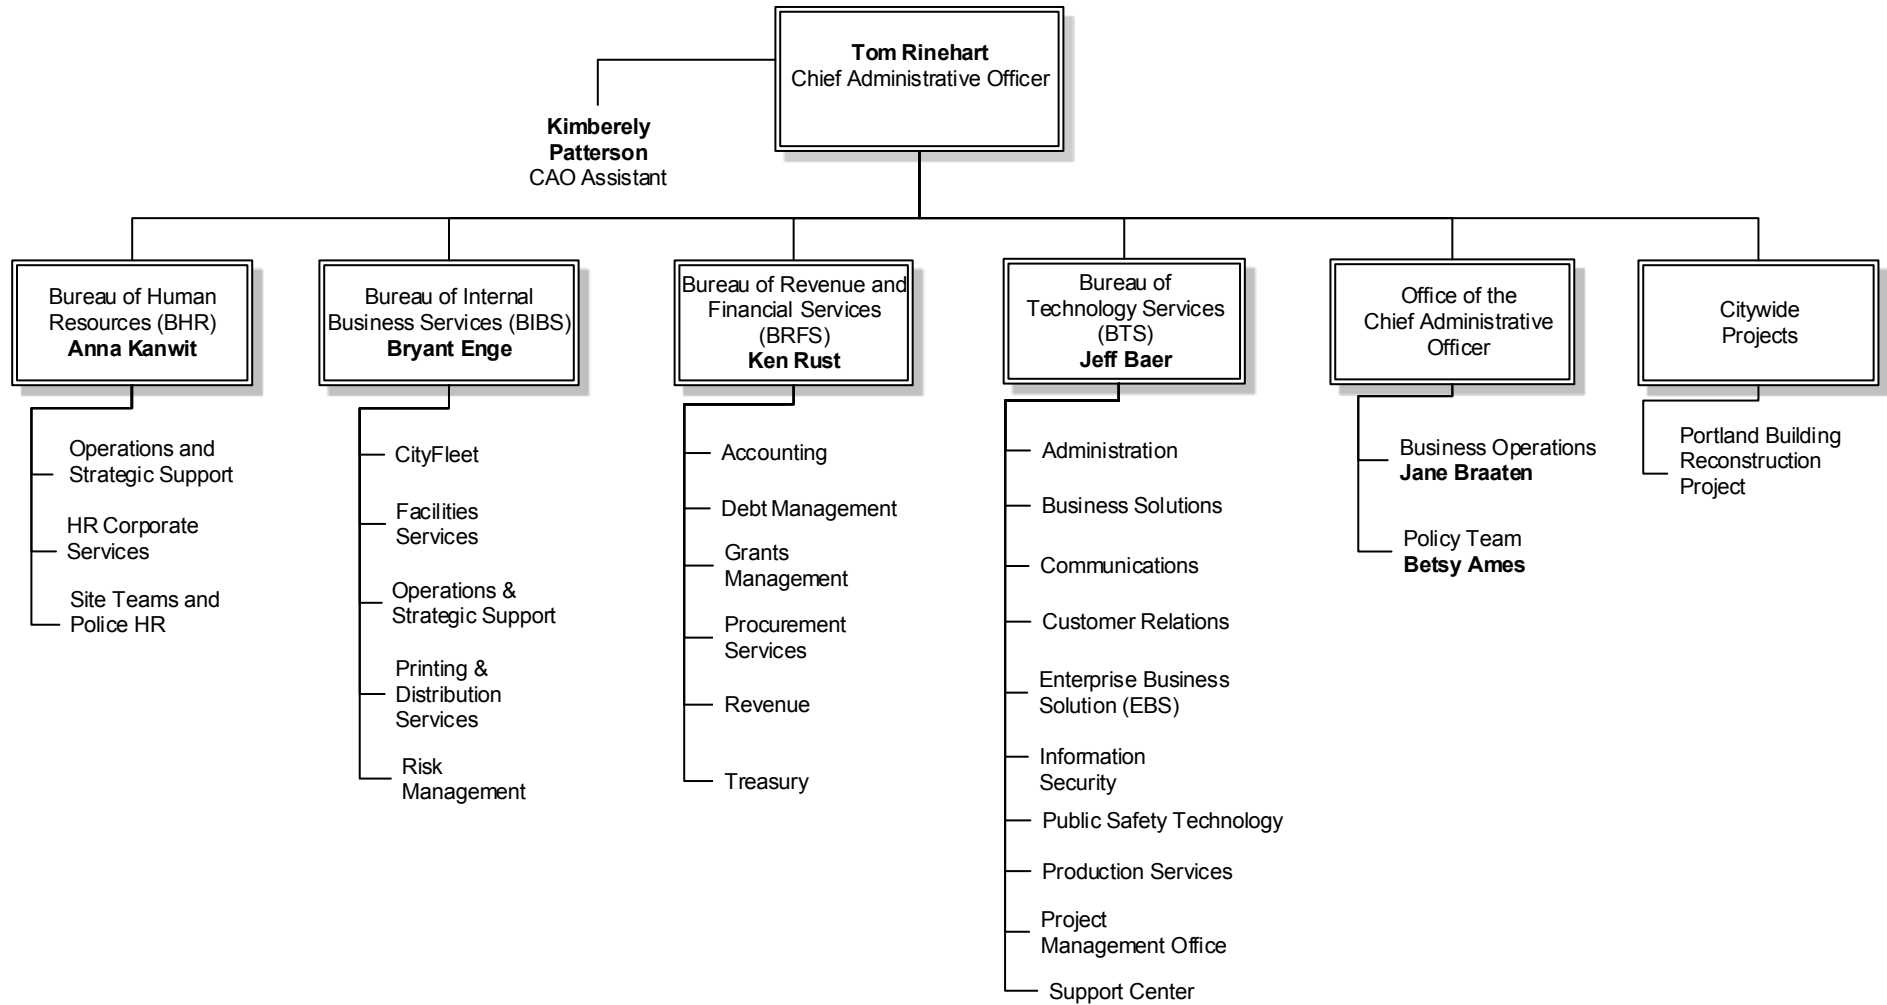 Tom Rinehart
Chief Administrative Officer
Kimberely
Patterson
CAO Assistant
Bureau of Human
Resources (BHR)
Anna Kanwit
Operations and
Strategic Support
HR Corporate
Services
Site Teams and
Police HR
Bureau of Internal
Business Services (BIBS)
Bryant Enge
CityFleet
Facilities
Services
Operations &
Strategic Support
Printing &
Distribution
Services
Risk
Management
Bureau of Revenue and
Financial Services
(BRFS)
Ken Rust
Accounting
Debt Management
Grants
Management
Procurement
Services
Revenue
Treasury
Bureau of
Technology Services
(BTS)
Jeff Baer
Administration
Business Solutions
Communications
Customer Relations
Enterprise Business
Solution (EBS)
Information
Security
Public Safety Technology
Production Services
Project
Management Office
Support Center
Office of the
Chief Administrative
Officer
Business Operations
Jane Braaten
Policy Team
Betsy Ames
Citywide
Projects
Portland Building
Reconstruction
Project